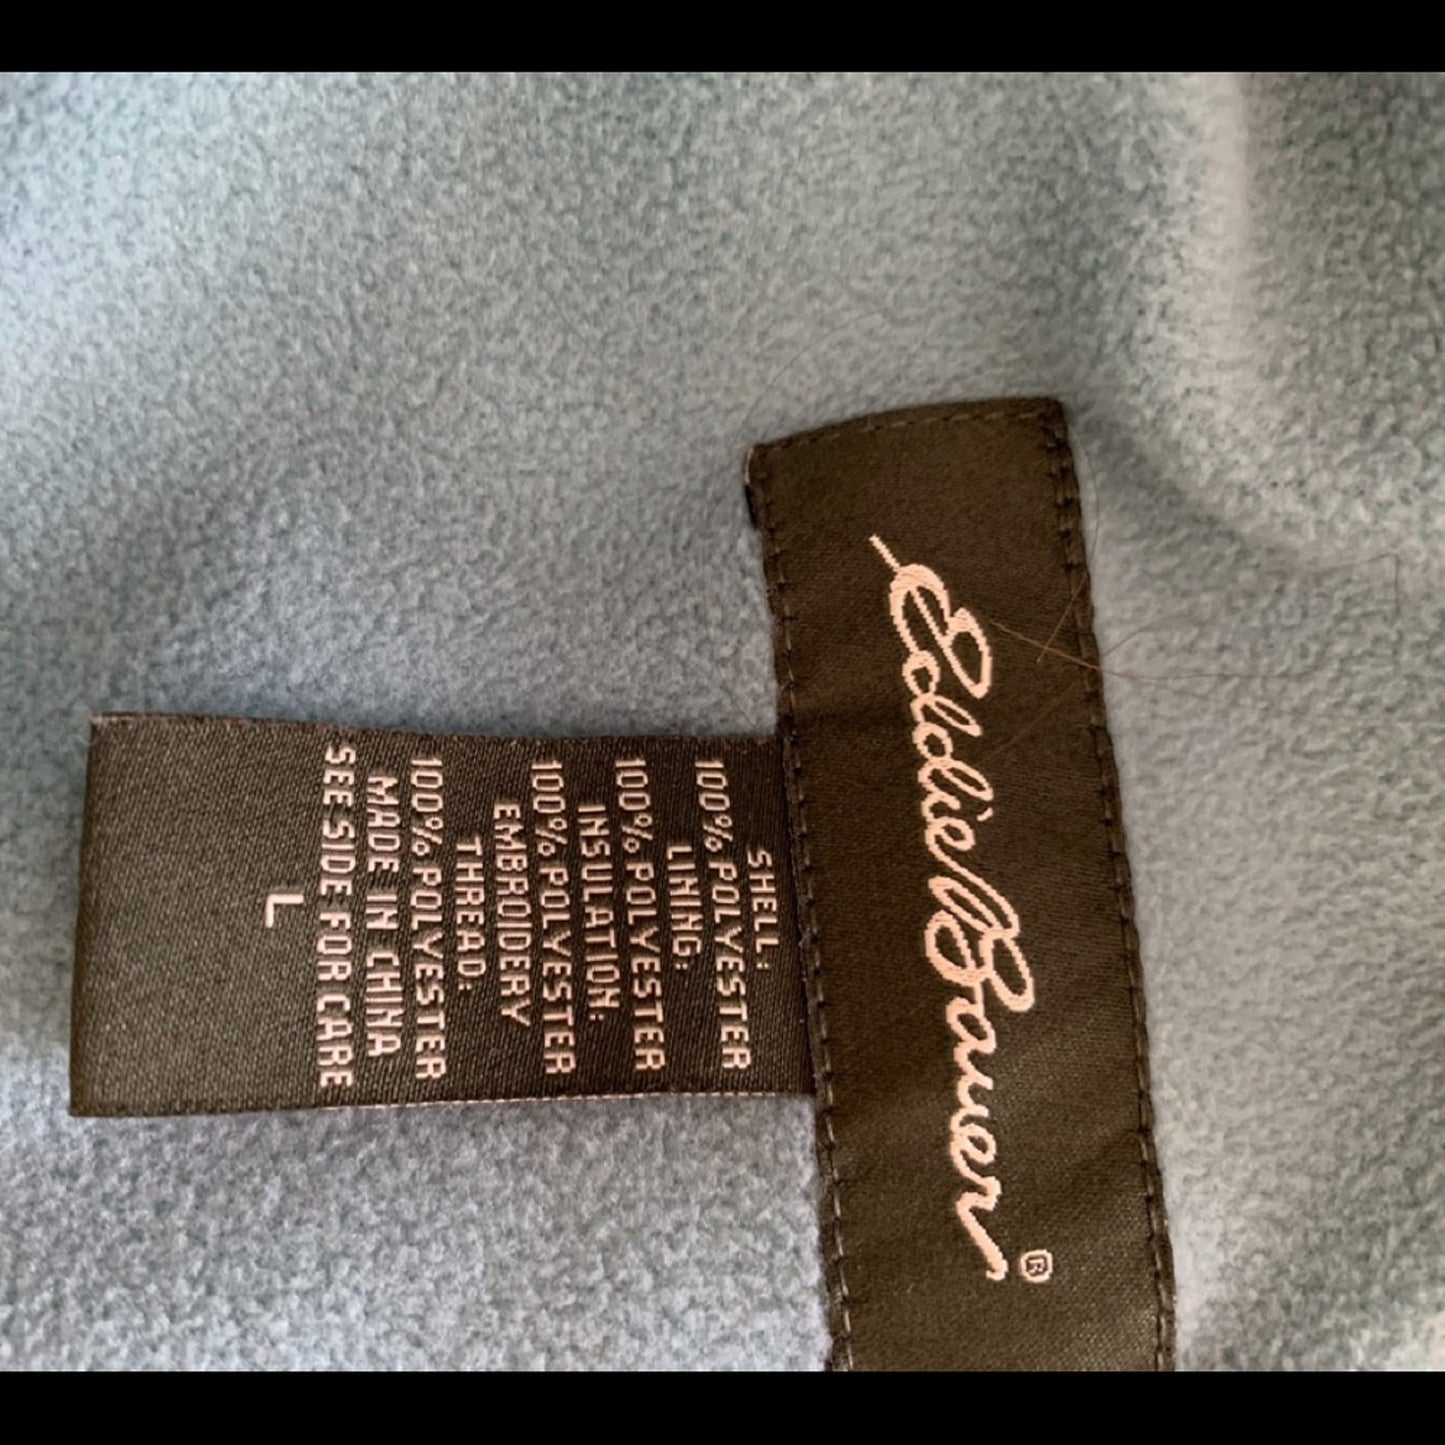 Eddie Bauer®
SHELL:
100% POLYESTER
LINING:
100% POLYESTER
INSULATION:
100% POLYESTER
EMBROIDERY
THREAD:
100% POLYESTER
MADE IN CHINA
SEE SIDE FOR CARE
L